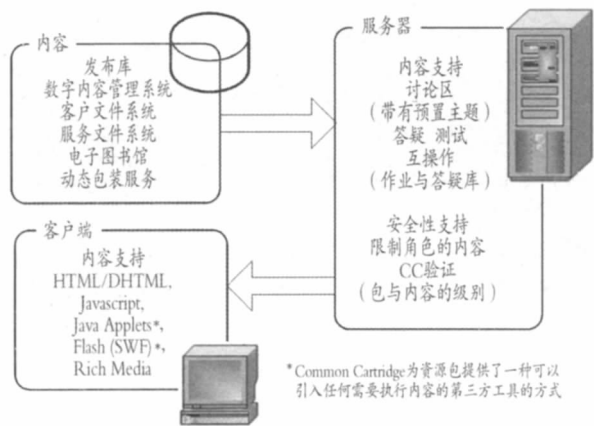 内容
发布库
数字内容管理系统
客户文件系统
服务文件系统
电子图书馆
动态包装服务
服务器
内容支持
讨论区
(带有预置主题)
答疑 测试
互操作
(作业与答疑库)
安全性支持
限制角色的内容
CC验证
(包与内容的级别)
客户端
内容支持
HTML/DHTML,
Javascript,
Java Applets*,
Flash (SWF)*,
Rich Media
*Common Cartridge为资源包提供了一种可以
引入任何需要执行内容的第三方工具的方式